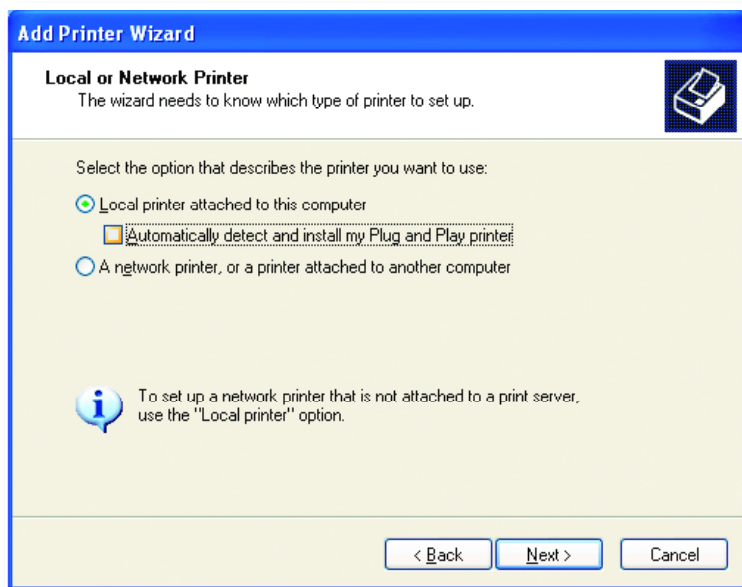 Add Printer Wizard
Local or Network Printer
The wizard needs to know which type of printer to set up.
Select the option that describes the printer you want to use:
Local printer attached to this computer
Automatically detect and install my Plug and Play printer
A network printer, or a printer attached to another computer
To set up a network printer that is not attached to a print server,
use the "Local printer" option.
< Back
Next >
Cancel